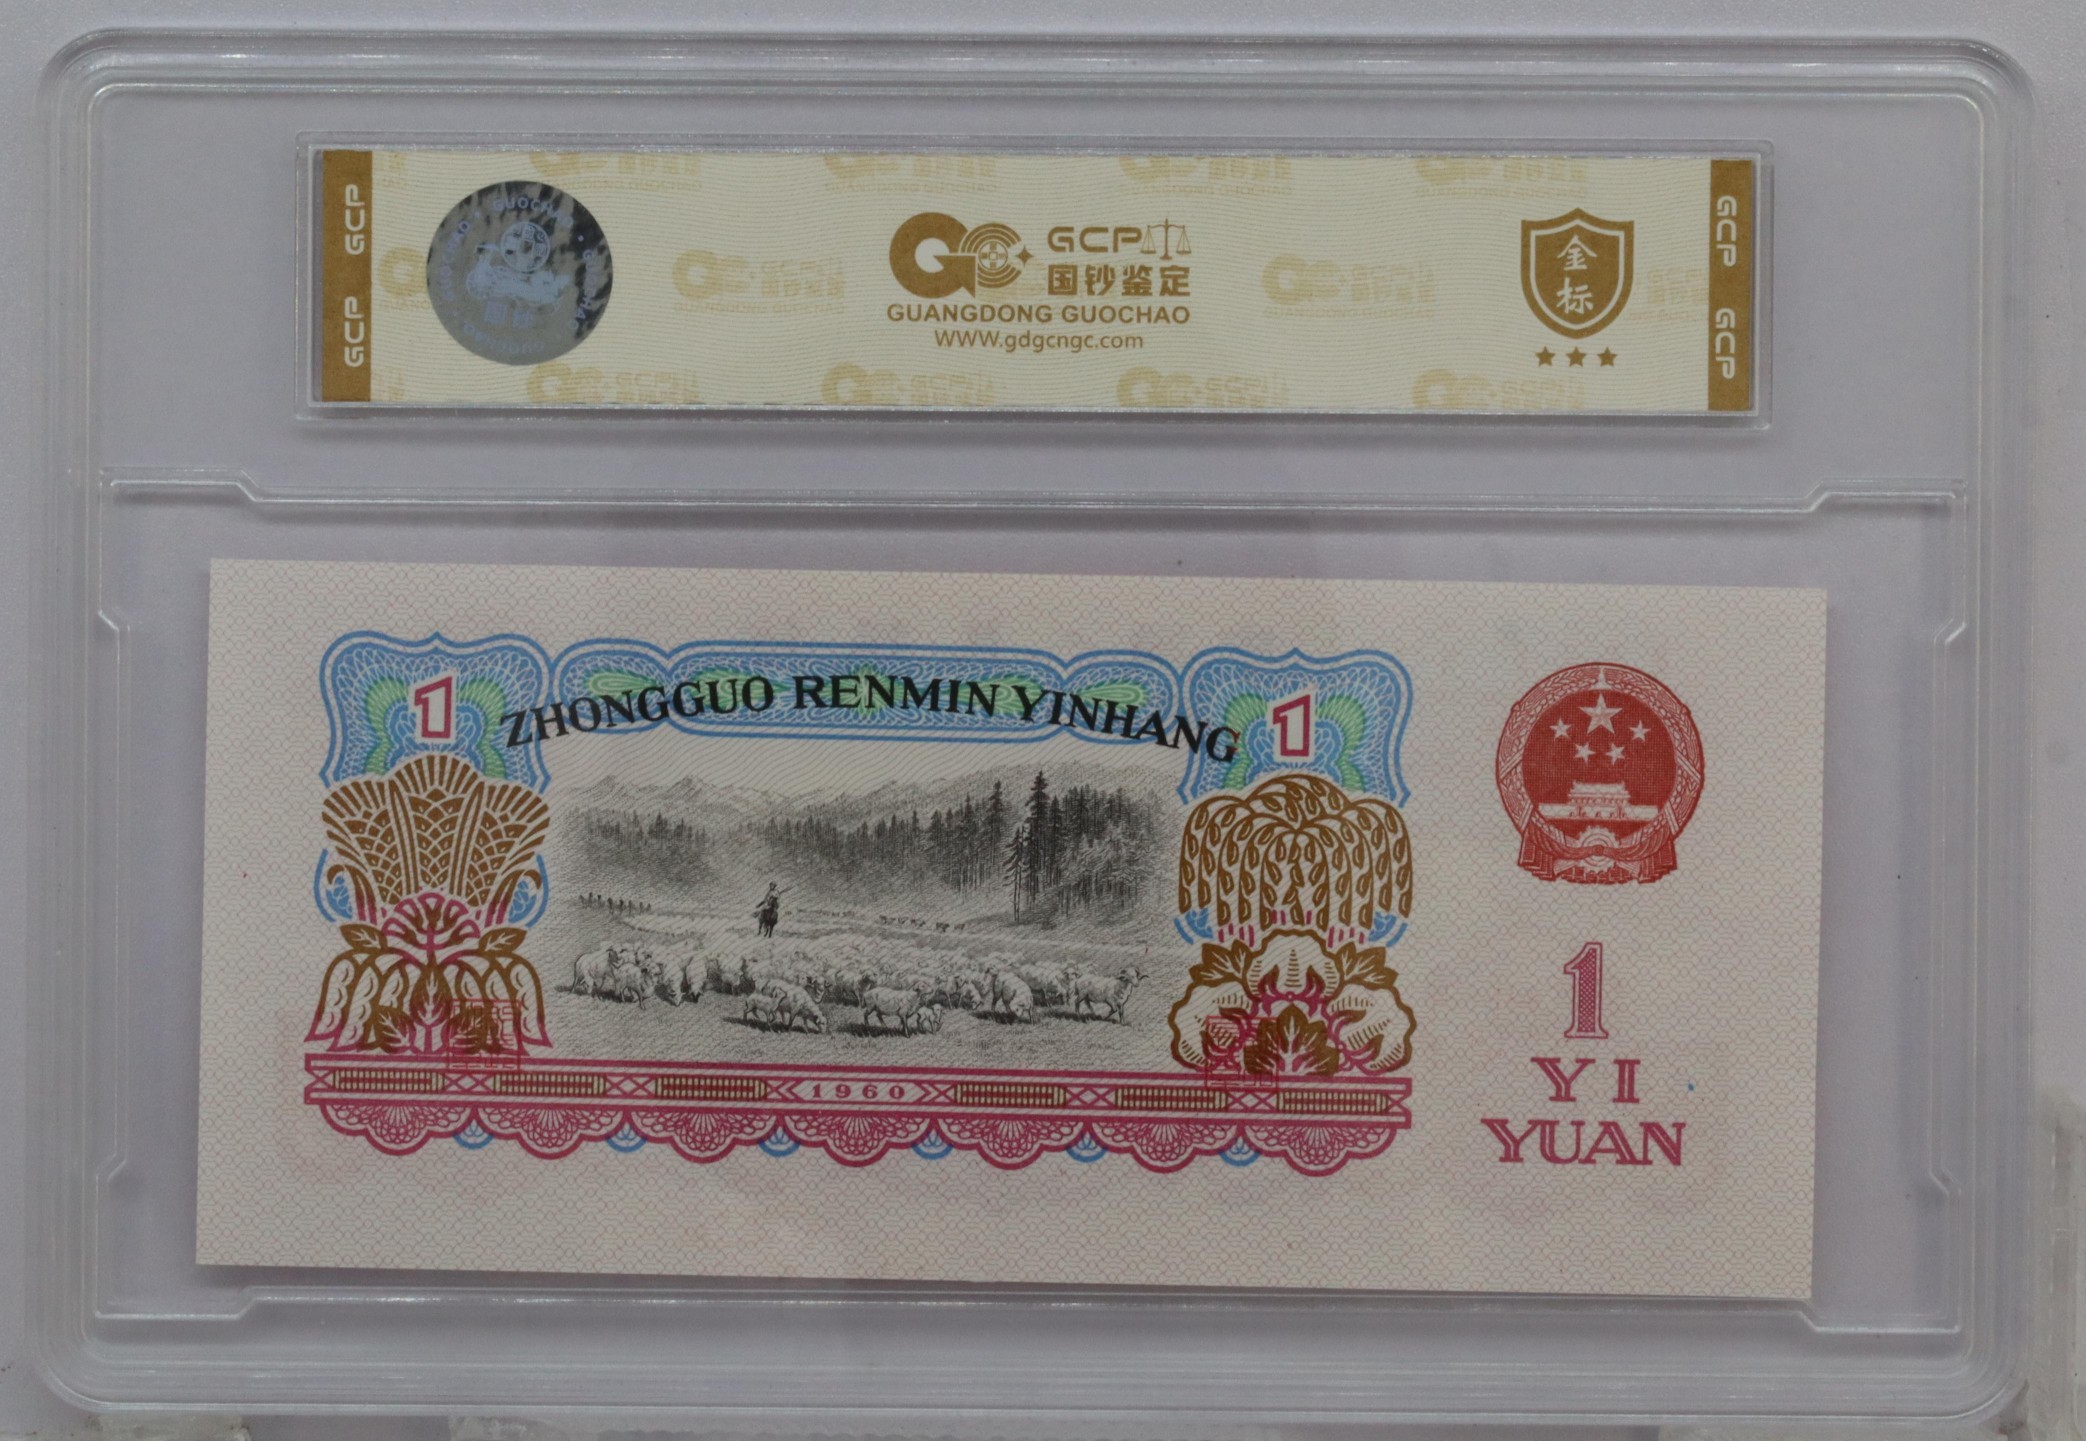 GCP GCP
GCP
国钞鉴定
GUANGDONG GUOCHAO
WWW.gdgcngc.com
金
标
GCP GCP
1
ZHONGGUO RENMIN YINHANG
1
1960
1
YI
YUAN